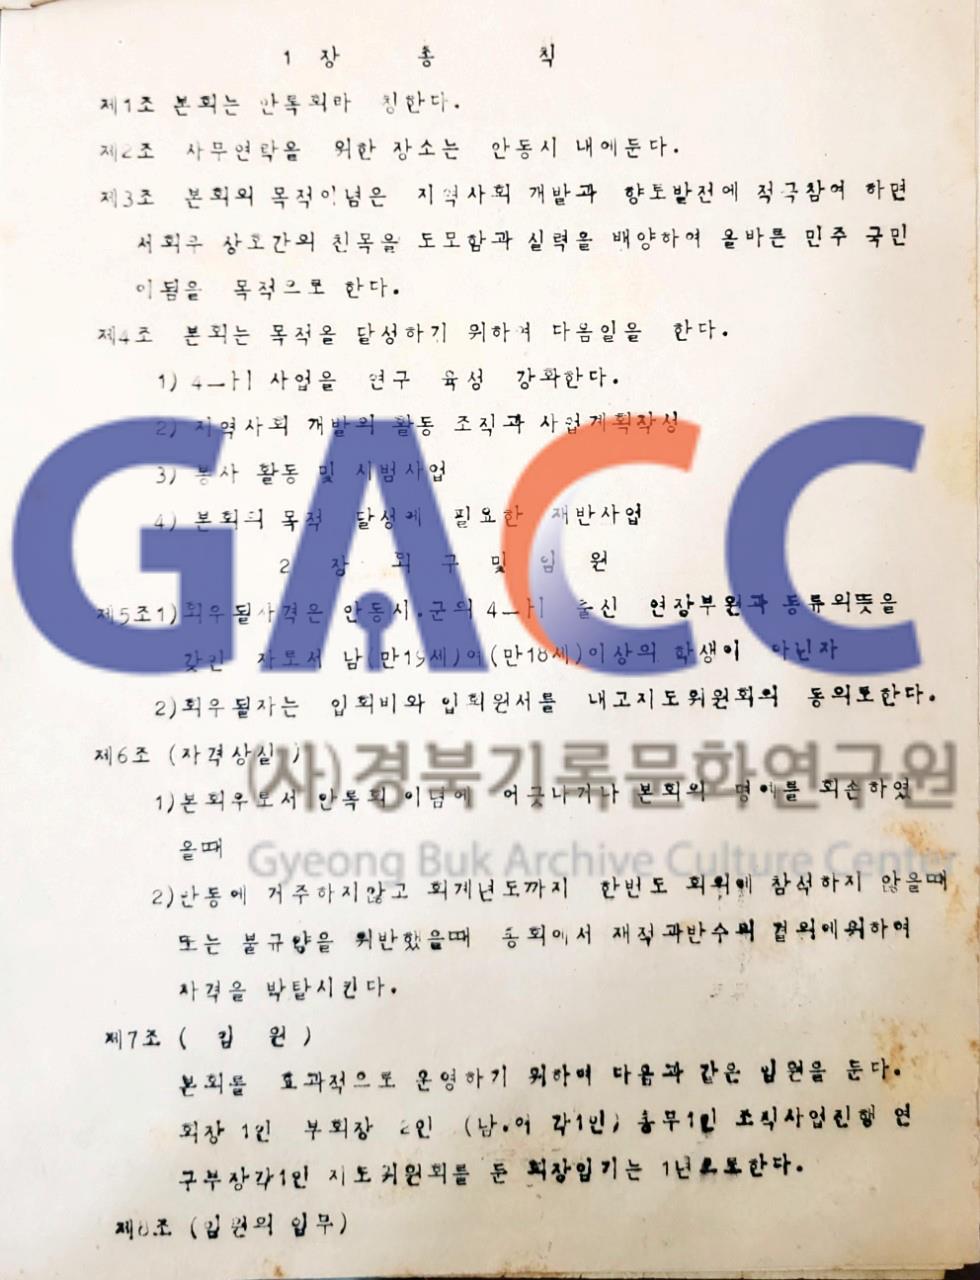 1 장 총 칙
제1조 본회는 안록회라 칭한다.
제2조 사무연락을 위한 장소는 안동시 내에둔다.
제3조 본회의 목적이념은 지역사회 개발과 향토발전에 적극참여 하면
서회우 상호간의 친목을 도모함과 실력을 배양하여 올바른 민주 국민
이됨을 목적으로 한다.
제4조 본회는 목적을 달성하기 위하여 다음일을 한다.
1) 4-H 사업을 연구 육성 강화한다.
2) 지역사회 개발의 활동 조직과 사업계획작성
3) 봉사 활동 및 시범사업
4) 본회의 목적 달성에 필요한 재반사업
2 장 회 구 및 임 원
제5조1)회우될사격은 안동시.군의 4-H 출신 연장부원과 동류의뜻을
갖인 자로서 남(만19세)여(만18세)이상의 학생이 아닌자
2)회우될자는 입회비와 입회원서를 내고지도위원회의 동의로한다.
제6조 (자격상실)
1)본회우로서 안록회 이념에 어긋나거나 본회의 명예를 회손하였
을때
2)안동에 거주하지않고 회계년도까지 한번도 회의에 참석하지 않을때
또는 불규양을 위반했을때 총회에서 재적과반수의 결의에위하여
자격을 박탈시킨다.
제7조 ( 임 원 )
본회를 효과적으로 운영하기 위하여 다음과 같은 임원을 둔다.
회장 1인 부회장 2인 (남.여 각1인) 총무1인 조직사업진행 연
구부장각1인 지도위원회를 둔 회장임기는 1년으로한다.
제8조 (임원의 임무)
GACC
(사)경북기록문화연구원
Gyeong Buk Archive Culture Center